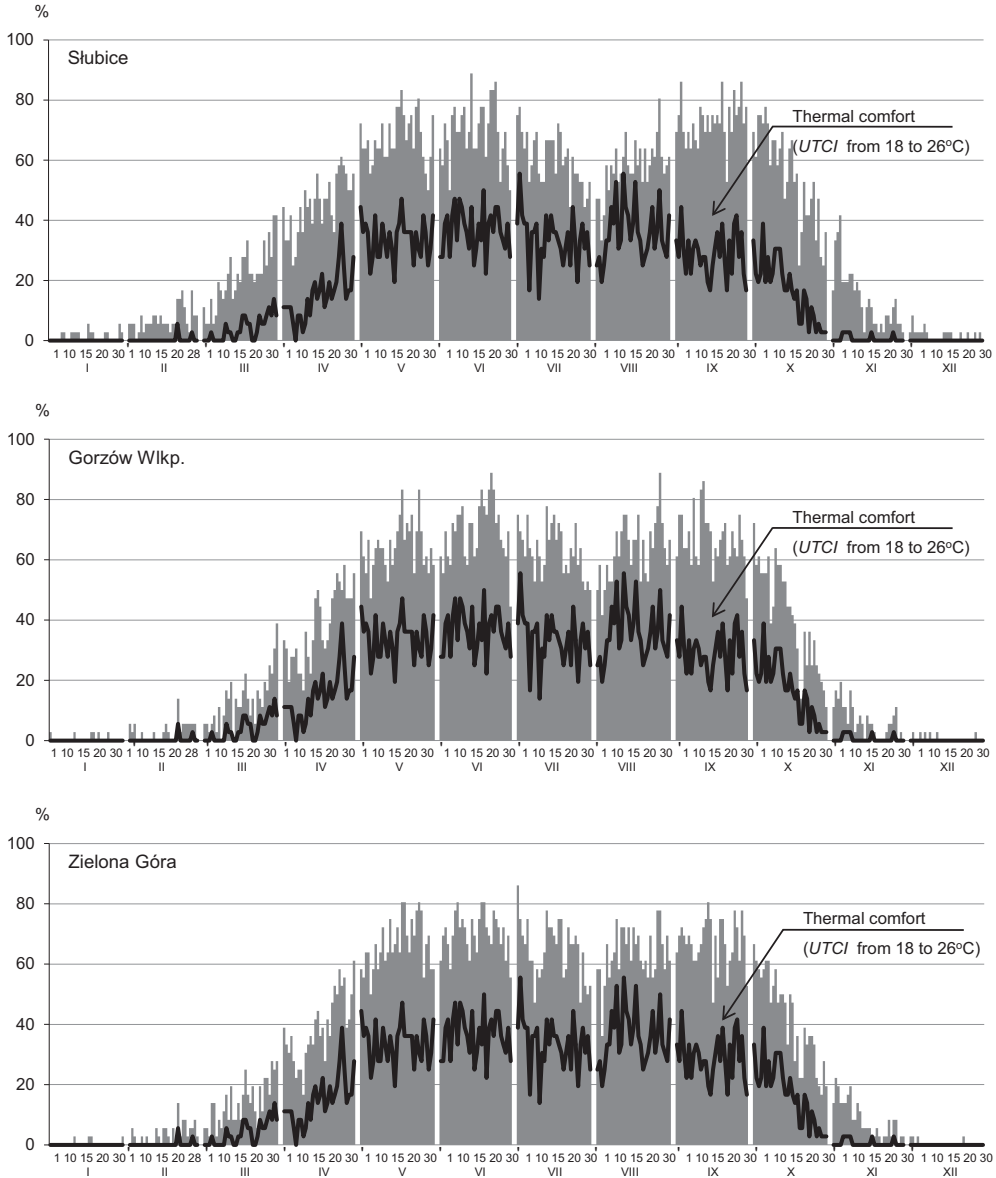 %
100
Słubice
80
Thermal comfort
(UTCI from 18 to 26ºC)
60
40
20
0
1 10 15 20 30 1 10 15 20 28 1 10 15 20 30 1 10 15 20 30 1 10 15 20 30 1 10 15 20 30 1 10 15 20 30 1 10 15 20 30 1 10 15 20 30 1 10 15 20 30 1 10 15 20 30 1 10 15 20 30
I II III IV V VI VII VIII IX X XI XII
%
100
Gorzów Wlkp.
80
Thermal comfort
(UTCI from 18 to 26ºC)
60
40
20
0
1 10 15 20 30 1 10 15 20 28 1 10 15 20 30 1 10 15 20 30 1 10 15 20 30 1 10 15 20 30 1 10 15 20 30 1 10 15 20 30 1 10 15 20 30 1 10 15 20 30 1 10 15 20 30 1 10 15 20 30
I II III IV V VI VII VIII IX X XI XII
%
100
Zielona Góra
80
Thermal comfort
(UTCI from 18 to 26ºC)
60
40
20
0
1 10 15 20 30 1 10 15 20 28 1 10 15 20 30 1 10 15 20 30 1 10 15 20 30 1 10 15 20 30 1 10 15 20 30 1 10 15 20 30 1 10 15 20 30 1 10 15 20 30 1 10 15 20 30 1 10 15 20 30
I II III IV V VI VII VIII IX X XI XII